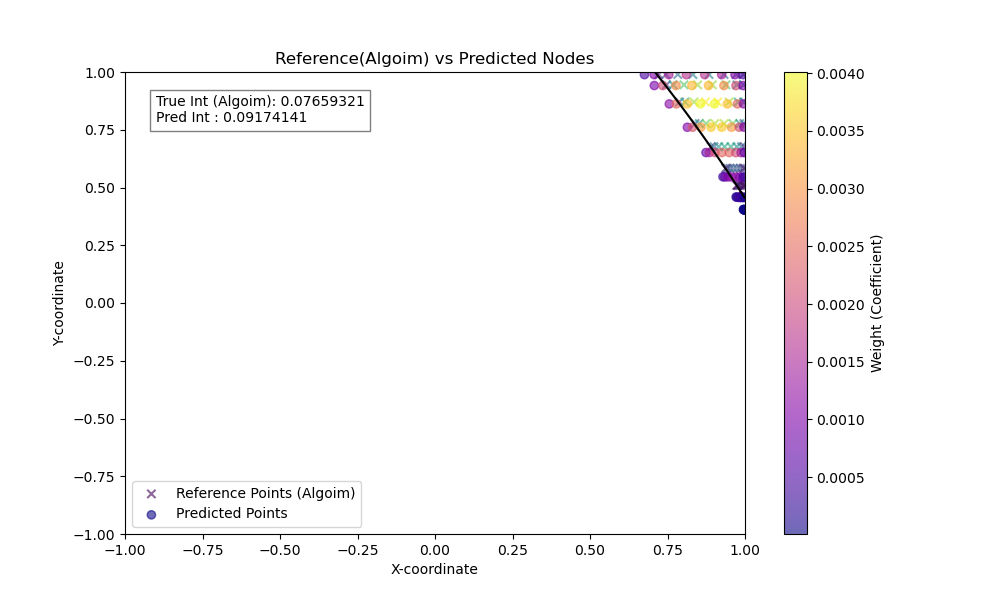 Reference(Algoim) vs Predicted Nodes
True Int (Algoim): 0.07659321
Pred Int : 0.09174141
1.00
0.75
0.50
0.25
0.00
−0.25
−0.50
−0.75
−1.00
Y-coordinate
Reference Points (Algoim)
Predicted Points
−1.00 −0.75 −0.50 −0.25 0.00 0.25 0.50 0.75 1.00
X-coordinate
0.0040
0.0035
0.0030
0.0025
0.0020
0.0015
0.0010
0.0005
Weight (Coefficient)